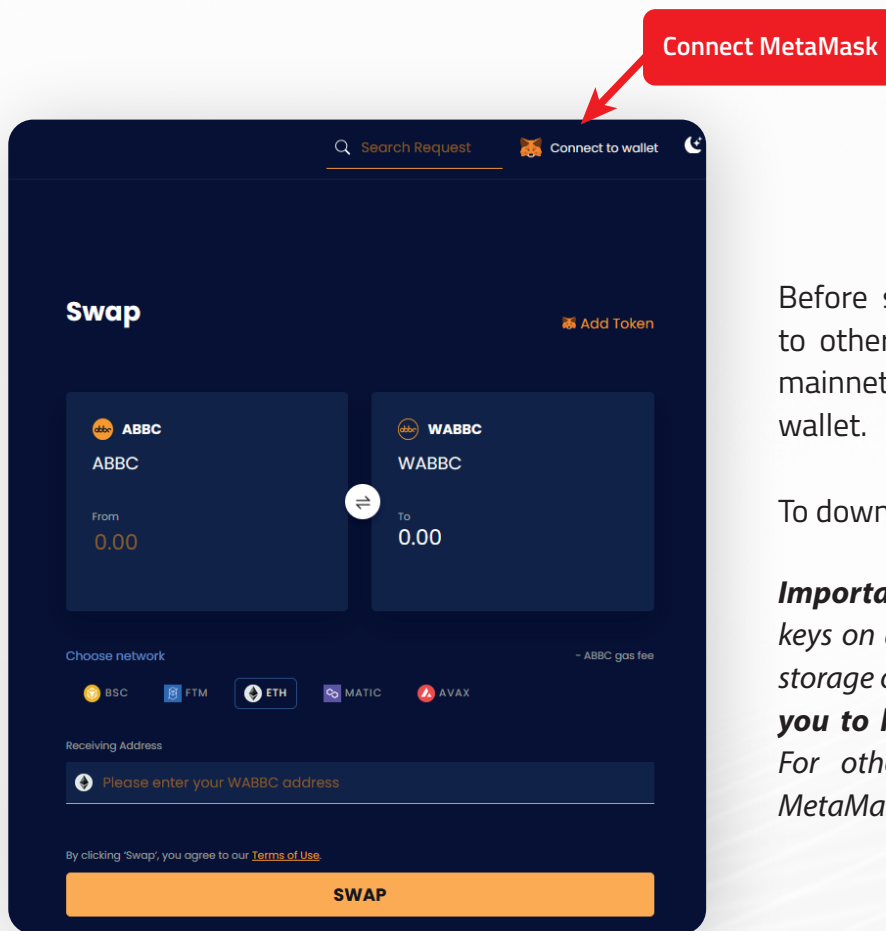 Connect MetaMask
Search Request
Connect to wallet
Swap
Add Token
abbc ABBC
ABBC
From
0.00
abbc WABBC
WABBC
To
0.00
Choose network
- ABBC gas fee
BSC FTM ETH MATIC AVAX
Receiving Address
Please enter your WABBC address
By clicking 'Swap', you agree to our Terms of Use.
SWAP
Before
to other
mainnet
wallet.
To down
Importa
keys on
storage
you to
For othe
MetaMa